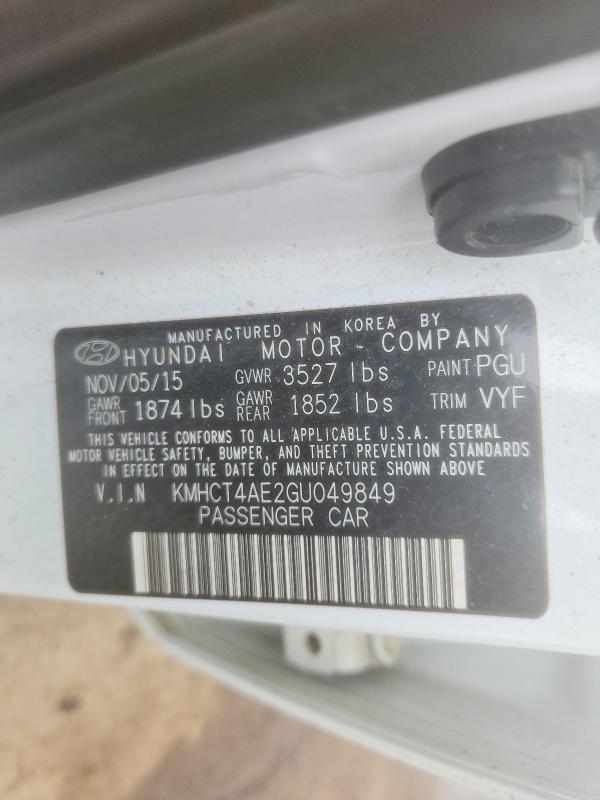 MANUFACTURED IN KOREA BY
HYUNDAI MOTOR COMPANY
NOV/05/15 GVWR 3527 lbs PAINT PGU
GAWR FRONT 1874 lbs GAWR REAR 1852 lbs TRIM VYF
THIS VEHICLE CONFORMS TO ALL APPLICABLE U.S.A. FEDERAL
MOTOR VEHICLE SAFETY, BUMPER, AND THEFT PREVENTION STANDARDS
IN EFFECT ON THE DATE OF MANUFACTURE SHOWN ABOVE
V.I.N KMHCT4AE2GU049849
PASSENGER CAR